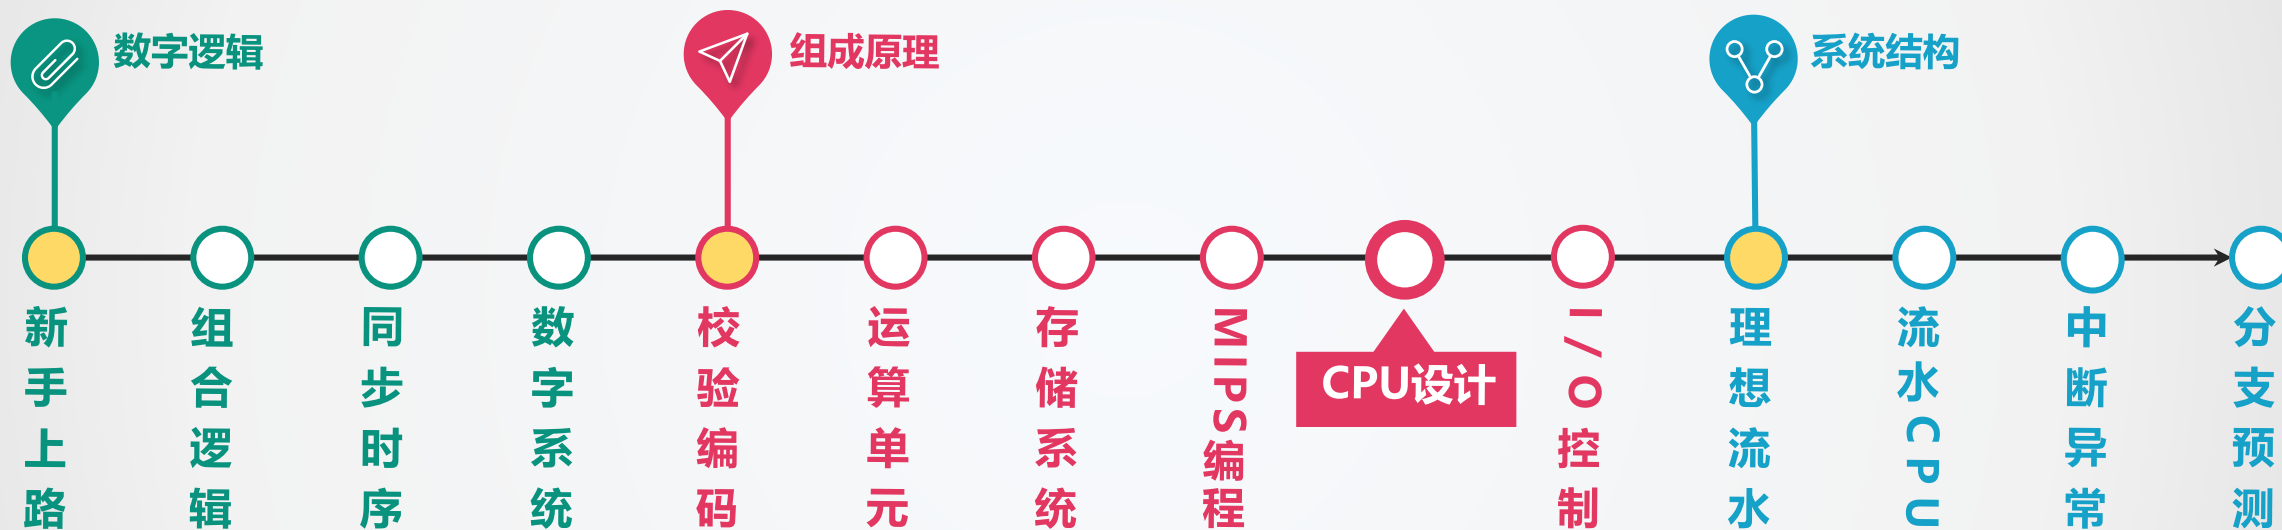 数字逻辑
组成原理
系统结构
新手上路
组合逻辑
同步时序
数字系统
校验编码
运算单元
存储系统
MIPS编程
CPU设计
I/O控制
理想流水
流水CPU
中断异常
分支预测